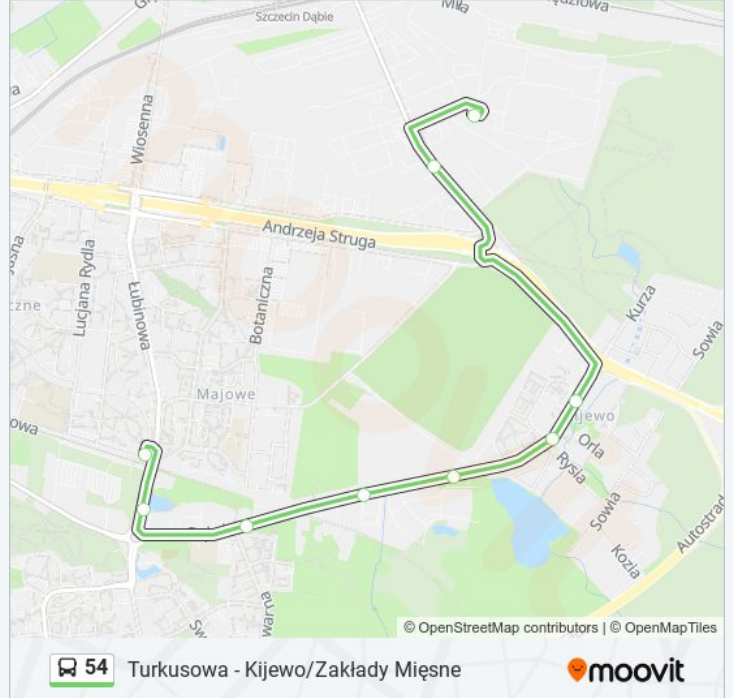 Szczecin Dąbie
Miła
Wiosenna
Andrzeja Struga
Lucjana Rydla
Łubinowa
Botaniczna
Kurza
Sowia
Majowe
Orla
Rysia
Sowia
Kozia
© OpenStreetMap contributors | © OpenMapTiles
54 Turkusowa - Kijewo/Zakłady Mięsne
moovit